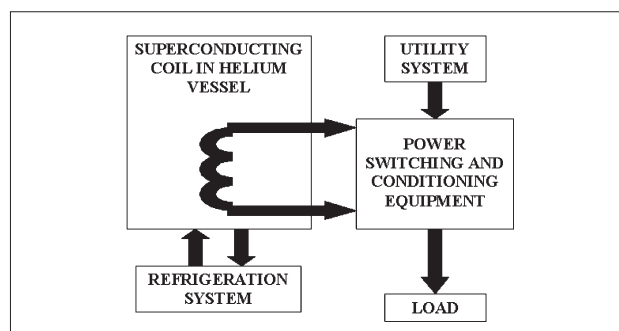 SUPERCONDUCTING
COIL IN HELIUM
VESSEL
UTILITY
SYSTEM
POWER
SWITCHING AND
CONDITIONING
EQUIPMENT
REFRIGERATION
SYSTEM
LOAD